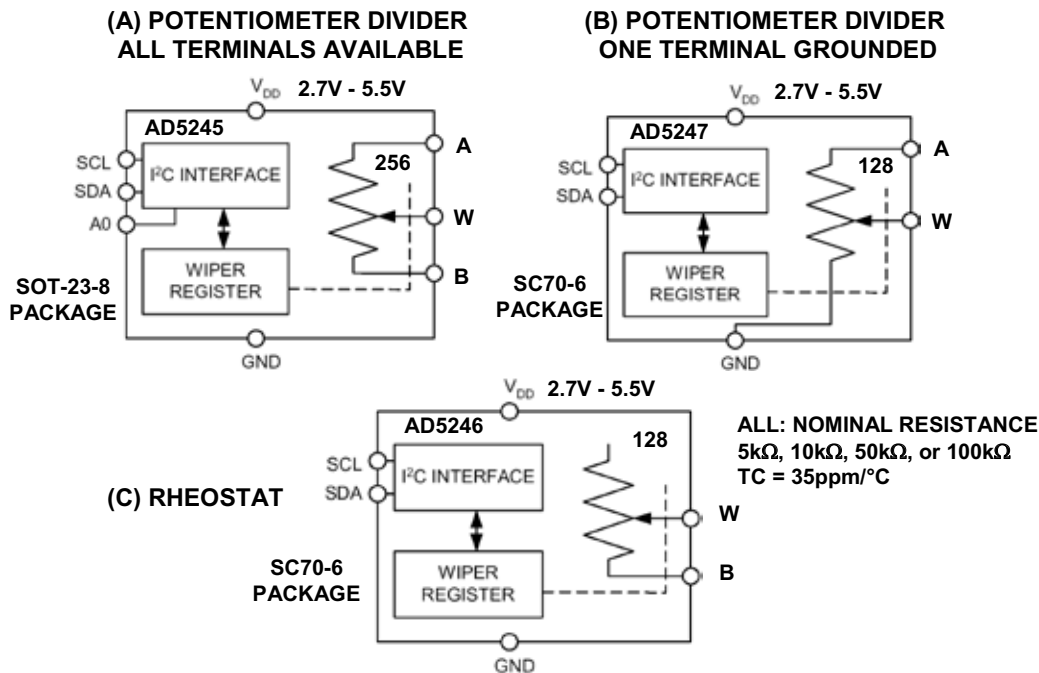 (A) POTENTIOMETER DIVIDER
ALL TERMINALS AVAILABLE
V_DD 2.7V - 5.5V
AD5245
SCL
SDA
A0
I²C INTERFACE
256
A
W
B
WIPER
REGISTER
SOT-23-8
PACKAGE
GND
(B) POTENTIOMETER DIVIDER
ONE TERMINAL GROUNDED
V_DD 2.7V - 5.5V
AD5247
SCL
SDA
I²C INTERFACE
128
A
W
WIPER
REGISTER
SC70-6
PACKAGE
GND
(C) RHEOSTAT
V_DD 2.7V - 5.5V
AD5246
SCL
SDA
I²C INTERFACE
128
W
B
WIPER
REGISTER
SC70-6
PACKAGE
GND
ALL: NOMINAL RESISTANCE
5kΩ, 10kΩ, 50kΩ, or 100kΩ
TC = 35ppm/°C